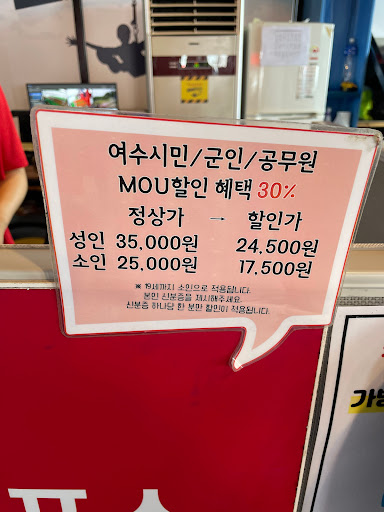 여수시민/군인/공무원
MOU할인 혜택 30%
정상가 → 할인가
성인 35,000원 24,500원
소인 25,000원 17,500원
※ 19세까지 소인으로 적용됩니다.
본인 신분증을 제시해주세요.
신분증 하나당 한 분만 할인이 적용됩니다.